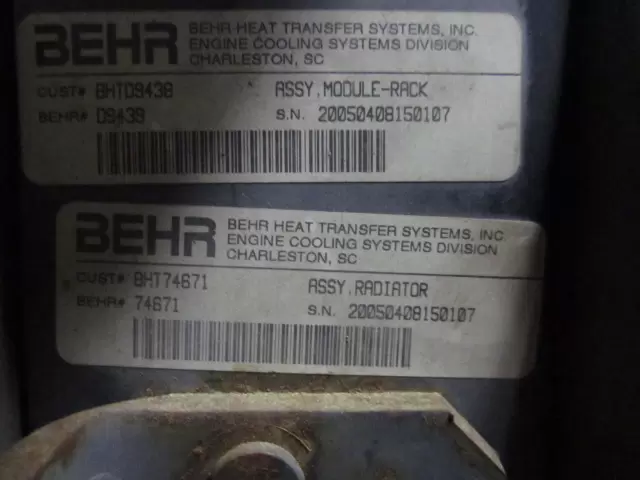 BEHR
BEHR HEAT TRANSFER SYSTEMS, INC.
ENGINE COOLING SYSTEMS DIVISION
CHARLESTON, SC
CUST# BHTD9438 ASSY,MODULE-RACK
BEHR# D9439 S.N. 20050408150107
BEHR
BEHR HEAT TRANSFER SYSTEMS, INC
ENGINE COOLING SYSTEMS DIVISION
CHARLESTON, SC
CUST# BHT74671 ASSY,RADIATOR
BEHR# 74671 S.N. 20050408150107